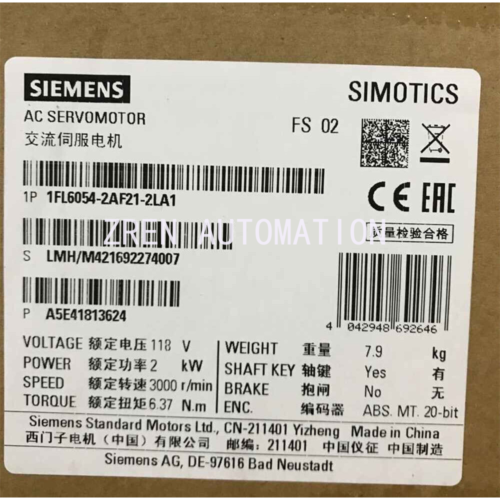 SIEMENS
SIMOTICS
AC SERVOMOTOR
交流伺服电机
FS 02
1P 1FL6054-2AF21-2LA1
CE EAC
ZREN AUTOMATION
质量检验合格
S LMH/M421692274007
P A5E41813624
4 042948 692646
VOLTAGE 额定电压 118 V
POWER 额定功率 2 kW
SPEED 额定转速 3000 r/min
TORQUE 额定扭矩 6.37 N.m
WEIGHT 重量 7.9 kg
SHAFT KEY 轴键 Yes 有
BRAKE 抱闸 No 无
ENC. 编码器 ABS. MT. 20-bit
Siemens Standard Motors Ltd., CN-211401 Yizheng Made in China
西门子电机（中国）有限公司 邮编：211401 中国仪征 中国制造
Siemens AG, DE-97616 Bad Neustadt